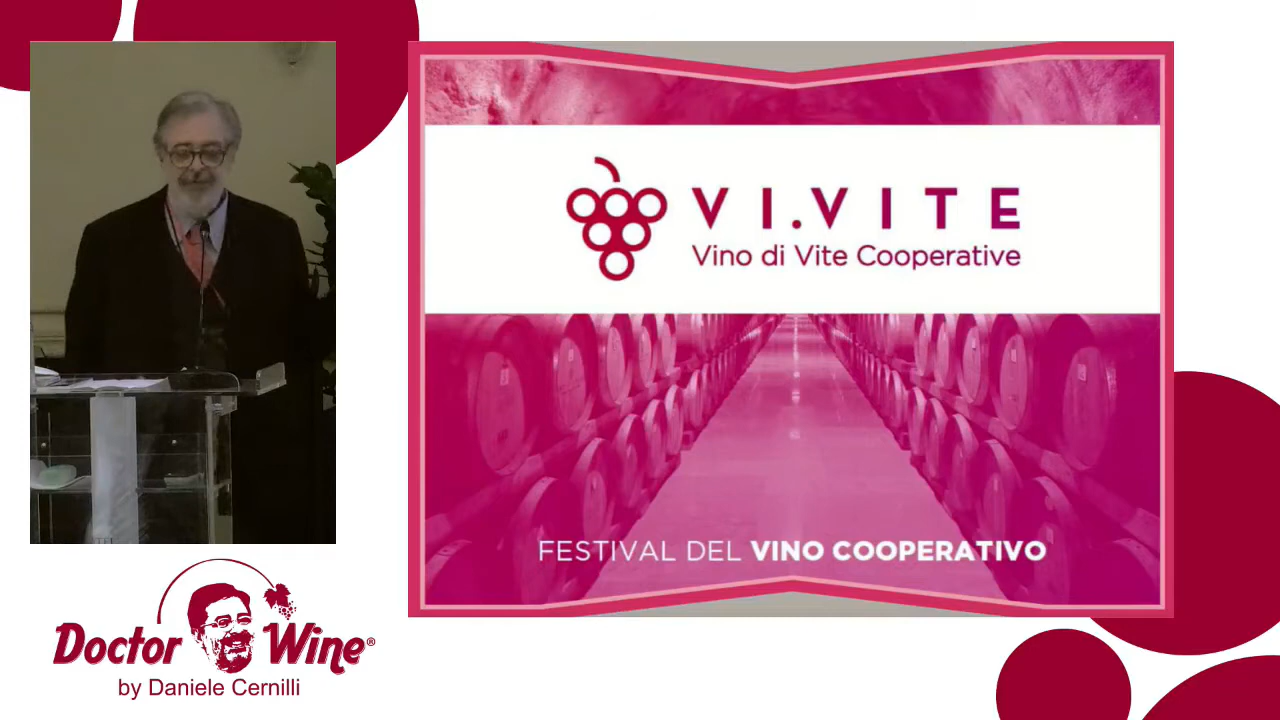 VI.VITE
Vino di Vite Cooperative
FESTIVAL DEL VINO COOPERATIVO
Doctor Wine®
by Daniele Cernilli